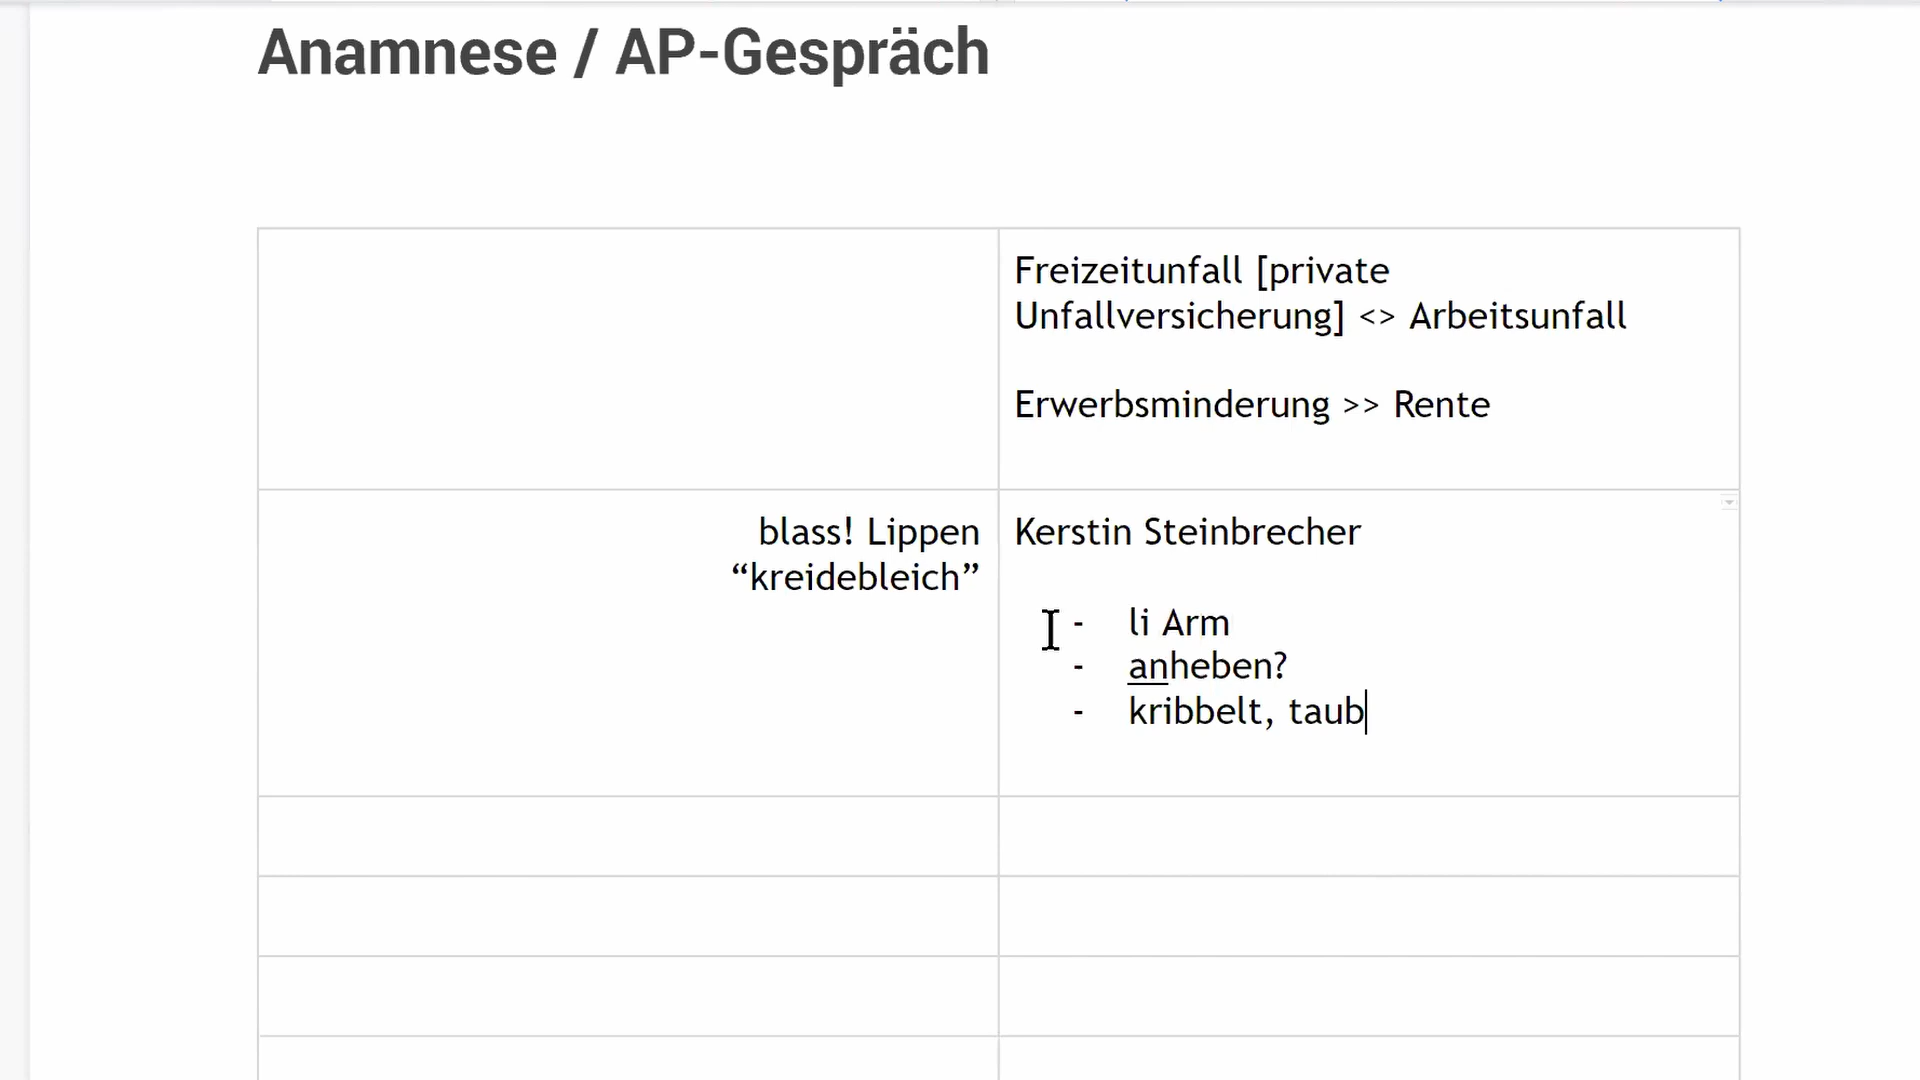 Anamnese / AP-Gespräch
Freizeitunfall [private
Unfallversicherung] <> Arbeitsunfall
Erwerbsminderung >> Rente
blass! Lippen
“kreidebleich”
Kerstin Steinbrecher
- li Arm
- anheben?
- kribbelt, taub